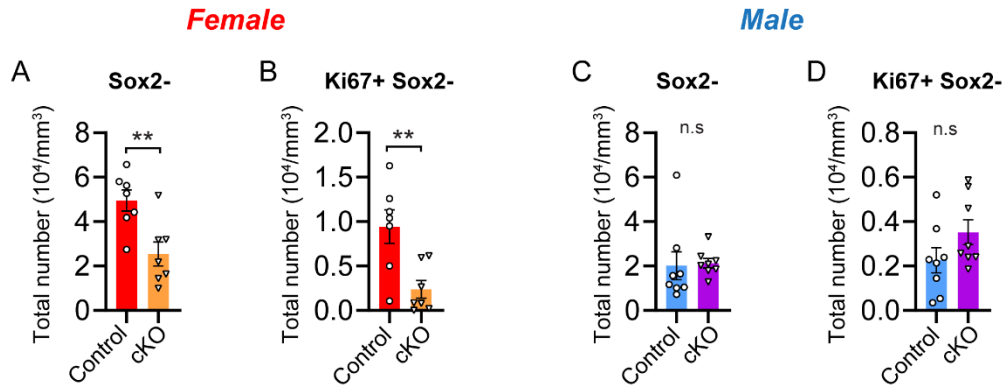 Female
Male
A
Sox2-
B
Ki67+ Sox2-
C
Sox2-
D
Ki67+ Sox2-
Total number (10⁴/mm³)
8
6
4
2
0
**
Control
cKO
Total number (10⁴/mm³)
2.0
1.5
1.0
0.5
0.0
**
Control
cKO
Total number (10⁴/mm³)
8
6
4
2
0
n.s
Control
cKO
Total number (10⁴/mm³)
0.8
0.6
0.4
0.2
0.0
n.s
Control
cKO